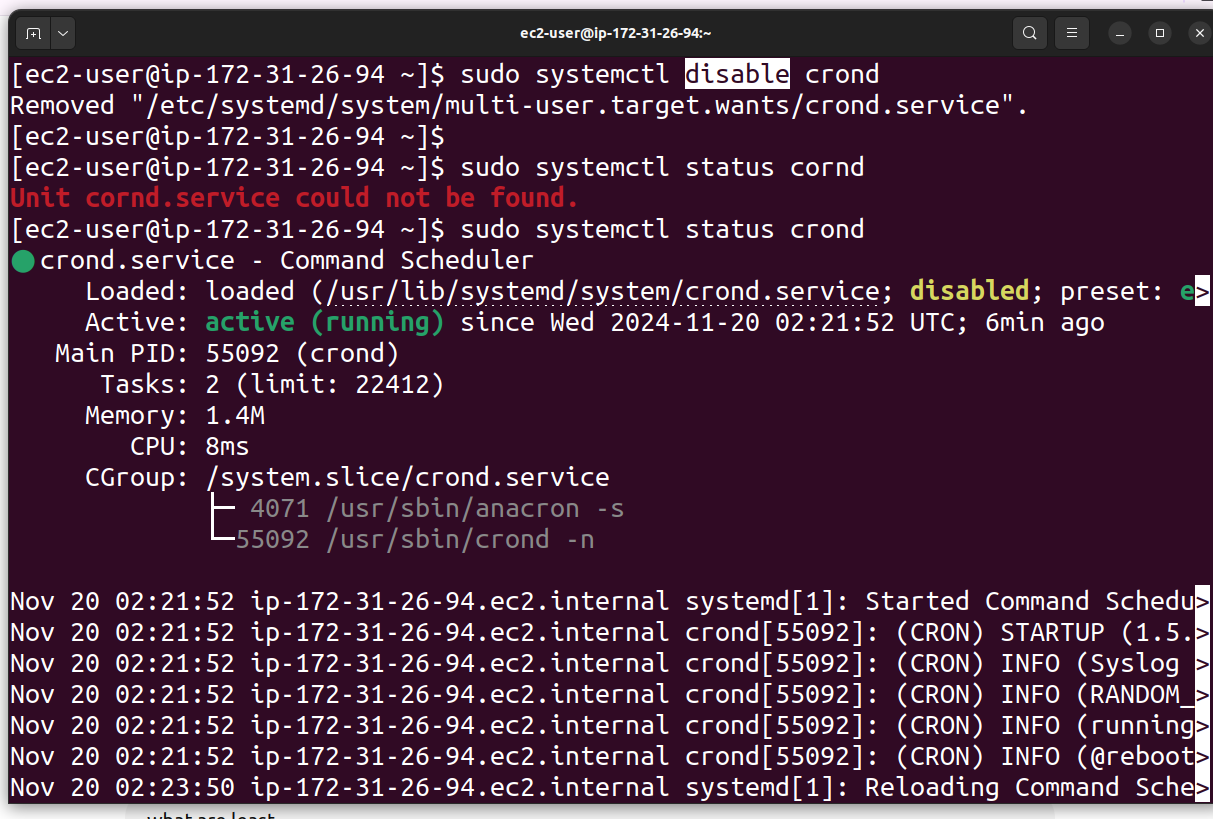 ec2-user@ip-172-31-26-94:~
[ec2-user@ip-172-31-26-94 ~]$ sudo systemctl disable crond
Removed "/etc/systemd/system/multi-user.target.wants/crond.service".
[ec2-user@ip-172-31-26-94 ~]$
[ec2-user@ip-172-31-26-94 ~]$ sudo systemctl status cornd
Unit cornd.service could not be found.
[ec2-user@ip-172-31-26-94 ~]$ sudo systemctl status crond
crond.service - Command Scheduler
Loaded: loaded (/usr/lib/systemd/system/crond.service; disabled; preset: e>
Active: active (running) since Wed 2024-11-20 02:21:52 UTC; 6min ago
Main PID: 55092 (crond)
Tasks: 2 (limit: 22412)
Memory: 1.4M
CPU: 8ms
CGroup: /system.slice/crond.service
├─ 4071 /usr/sbin/anacron -s
└─55092 /usr/sbin/crond -n
Nov 20 02:21:52 ip-172-31-26-94.ec2.internal systemd[1]: Started Command Schedu>
Nov 20 02:21:52 ip-172-31-26-94.ec2.internal crond[55092]: (CRON) STARTUP (1.5.>
Nov 20 02:21:52 ip-172-31-26-94.ec2.internal crond[55092]: (CRON) INFO (Syslog >
Nov 20 02:21:52 ip-172-31-26-94.ec2.internal crond[55092]: (CRON) INFO (RANDOM_>
Nov 20 02:21:52 ip-172-31-26-94.ec2.internal crond[55092]: (CRON) INFO (running>
Nov 20 02:21:52 ip-172-31-26-94.ec2.internal crond[55092]: (CRON) INFO (@reboot>
Nov 20 02:23:50 ip-172-31-26-94.ec2.internal systemd[1]: Reloading Command Sche>
what are least